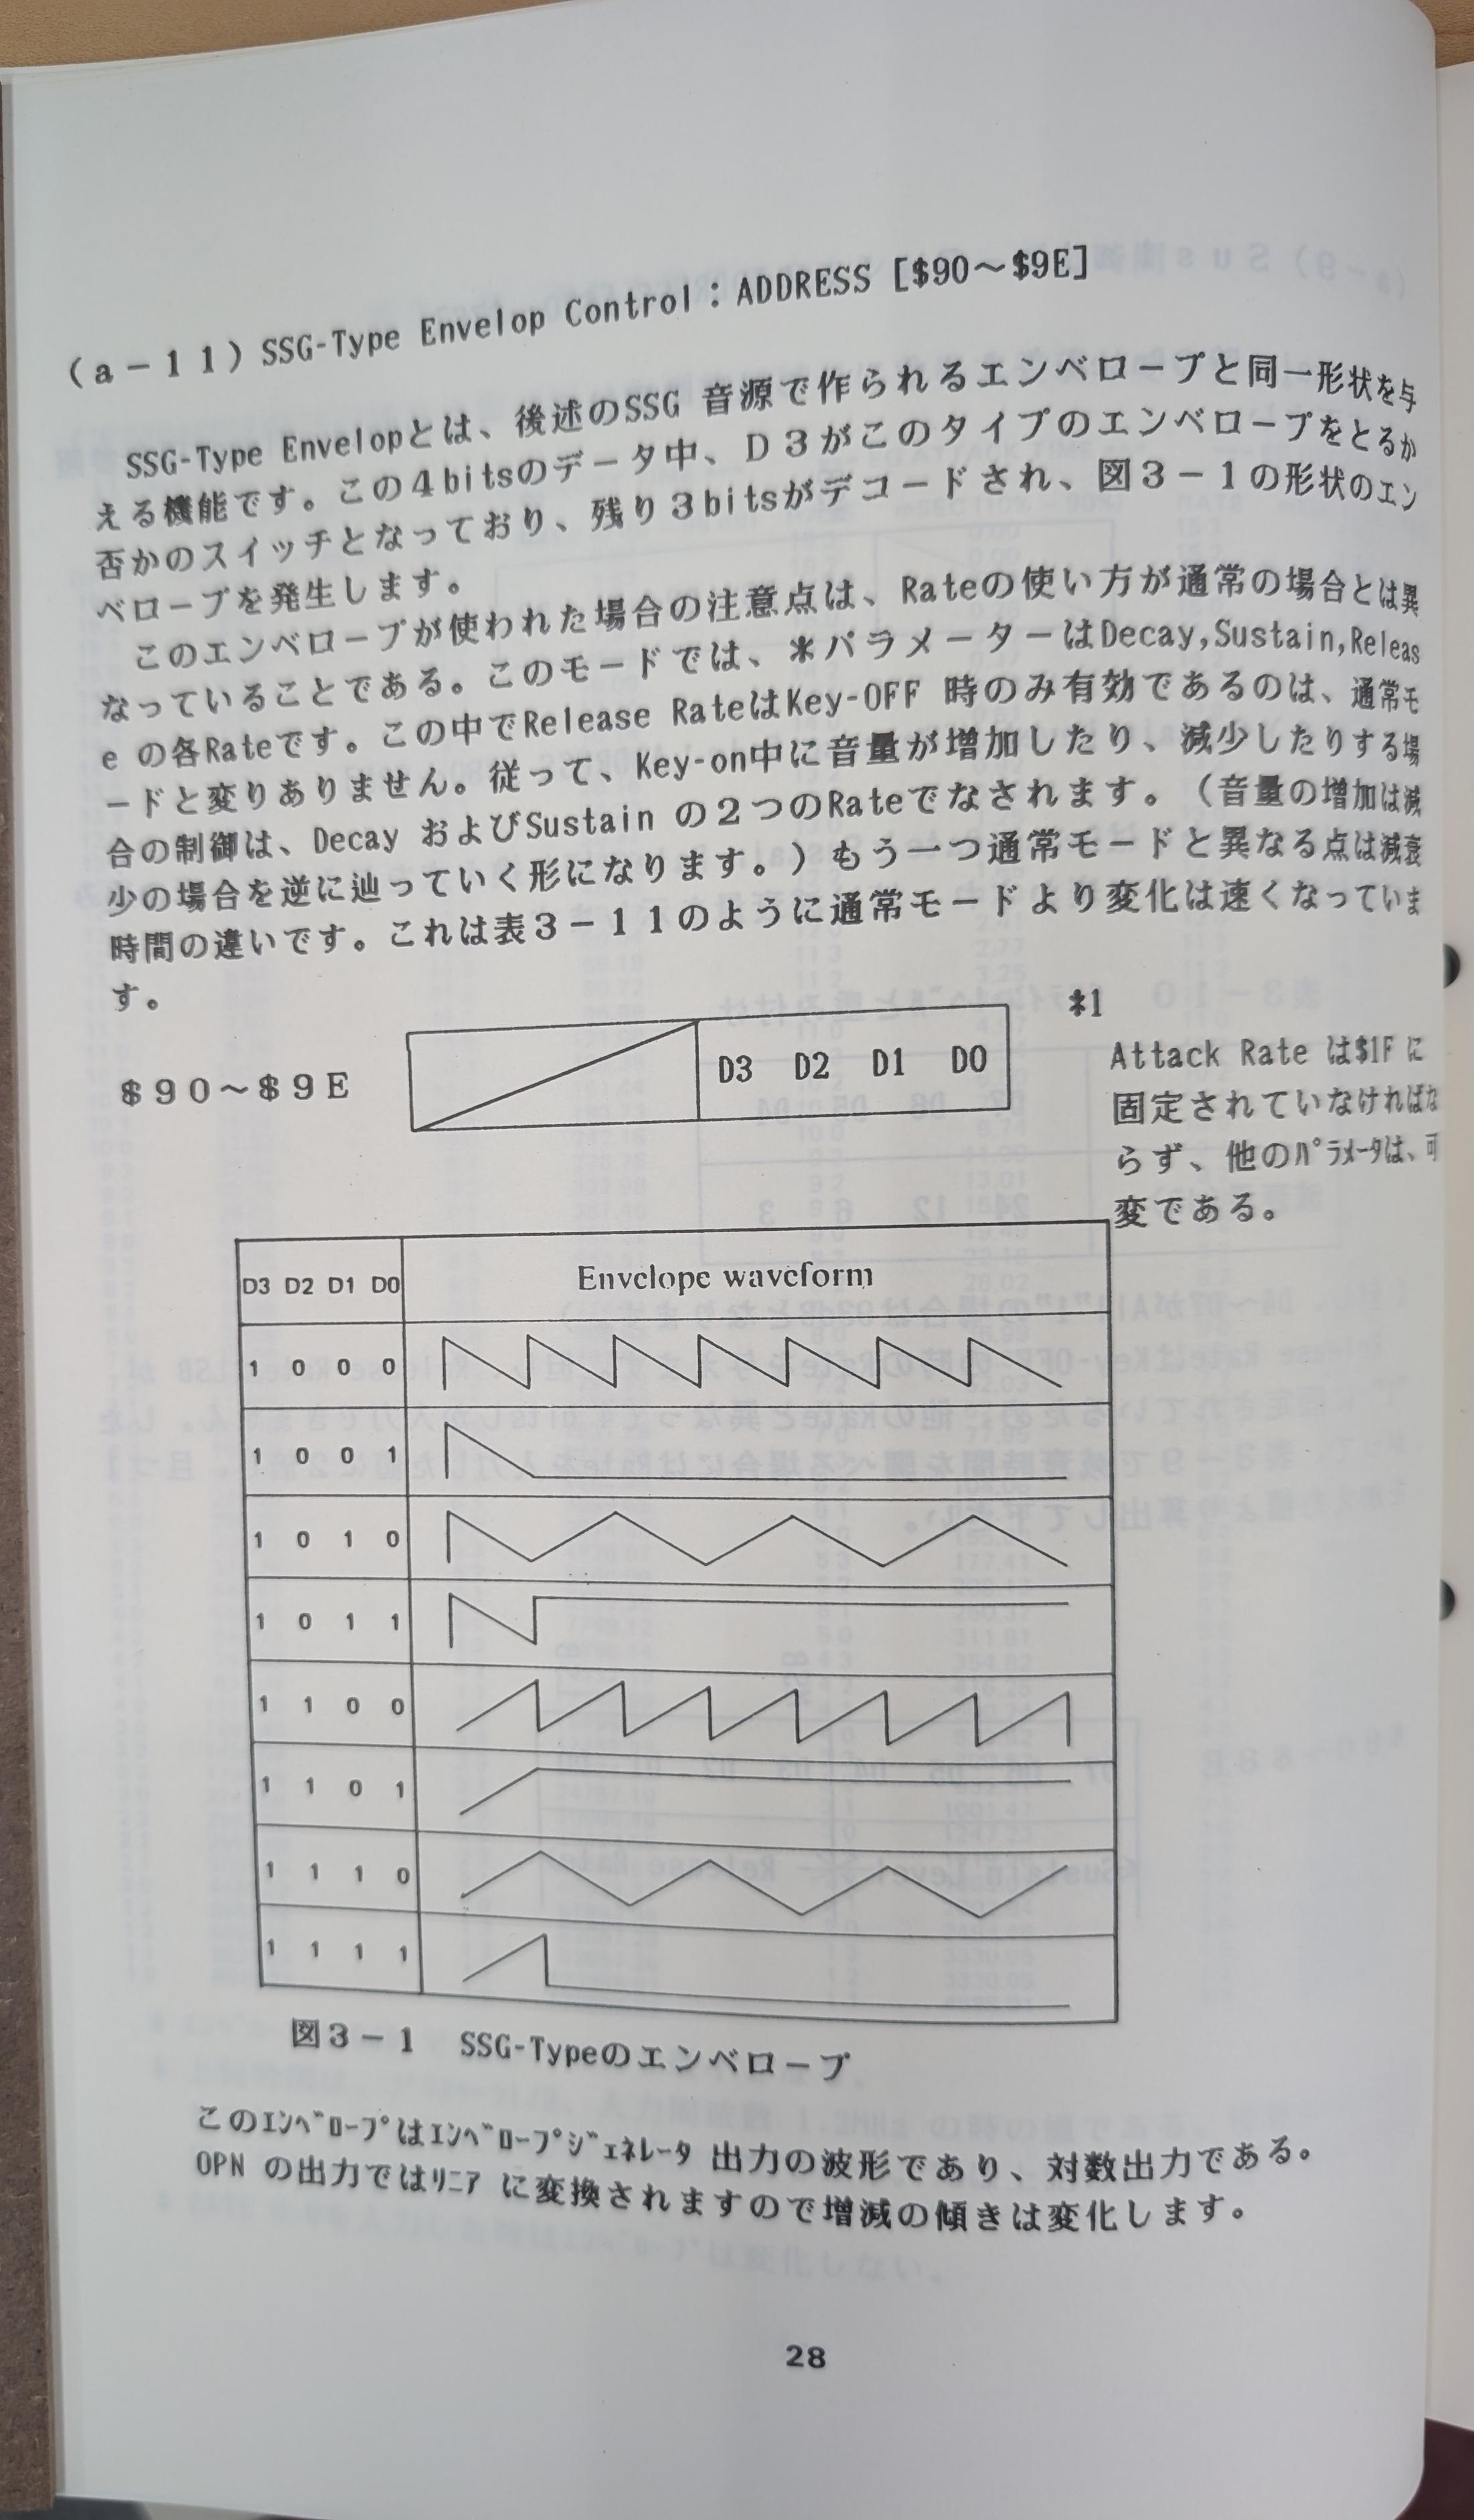 （ａ－１１）SSG-Type Envelop Control：ADDRESS [$90～$9E]
SSG-Type Envelopとは、後述のSSG 音源で作られるエンベロープと同一形状を与
える機能です。この４bitsのデータ中、Ｄ３がこのタイプのエンベロープをとるか
否かのスイッチとなっており、残り３bitsがデコードされ、図３－１の形状のエン
ベロープを発生します。
このエンベロープが使われた場合の注意点は、Rateの使い方が通常の場合とは異
なっていることである。このモードでは、＊パラメーターはDecay,Sustain,Releas
e の各Rateです。この中でRelease RateはKey-OFF 時のみ有効であるのは、通常モ
ードと変りありません。従って、Key-on中に音量が増加したり、減少したりする場
合の制御は、Decay およびSustain の２つのRateでなされます。（音量の増加は減
少の場合を逆に辿っていく形になります。）もう一つ通常モードと異なる点は減衰
時間の違いです。これは表３－１１のように通常モードより変化は速くなっていま
す。
＊1
Attack Rate は$1F に
固定されていなければな
らず、他のﾊﾟﾗﾒｰﾀは、可
変である。
＄９０～＄９Ｅ
D3 D2 D1 D0
D3 D2 D1 D0 Envelope waveform
1 0 0 0
1 0 0 1
1 0 1 0
1 0 1 1
1 1 0 0
1 1 0 1
1 1 1 0
1 1 1 1
図３－１ SSG-Typeのエンベロープ
このｴﾝﾍﾞﾛｰﾌﾟはｴﾝﾍﾞﾛｰﾌﾟｼﾞｪﾈﾚｰﾀ 出力の波形であり、対数出力である。
OPN の出力ではﾘﾆｱ に変換されますので増減の傾きは変化します。
28